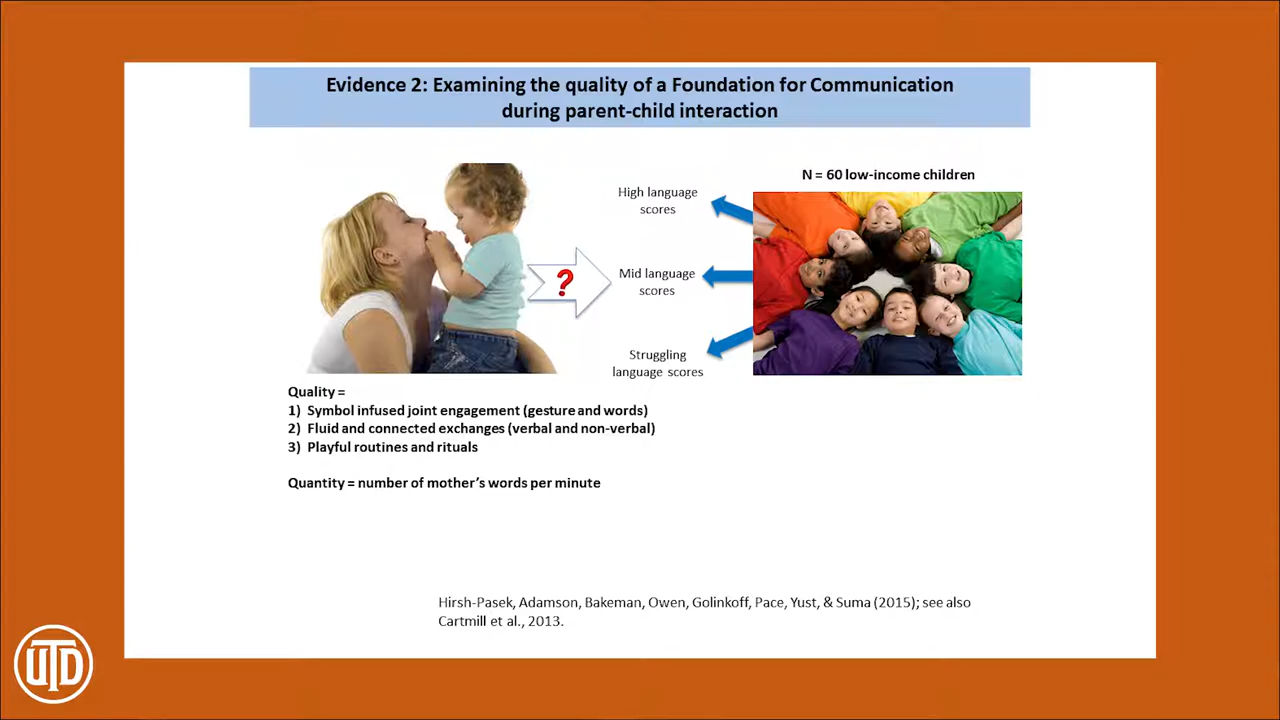 Evidence 2: Examining the quality of a Foundation for Communication
during parent-child interaction
N = 60 low-income children
High language
scores
?
Mid language
scores
Struggling
language scores
Quality =
1) Symbol infused joint engagement (gesture and words)
2) Fluid and connected exchanges (verbal and non-verbal)
3) Playful routines and rituals
Quantity = number of mother's words per minute
Hirsh-Pasek, Adamson, Bakeman, Owen, Golinkoff, Pace, Yust, & Suma (2015); see also
Cartmill et al., 2013.
UTD